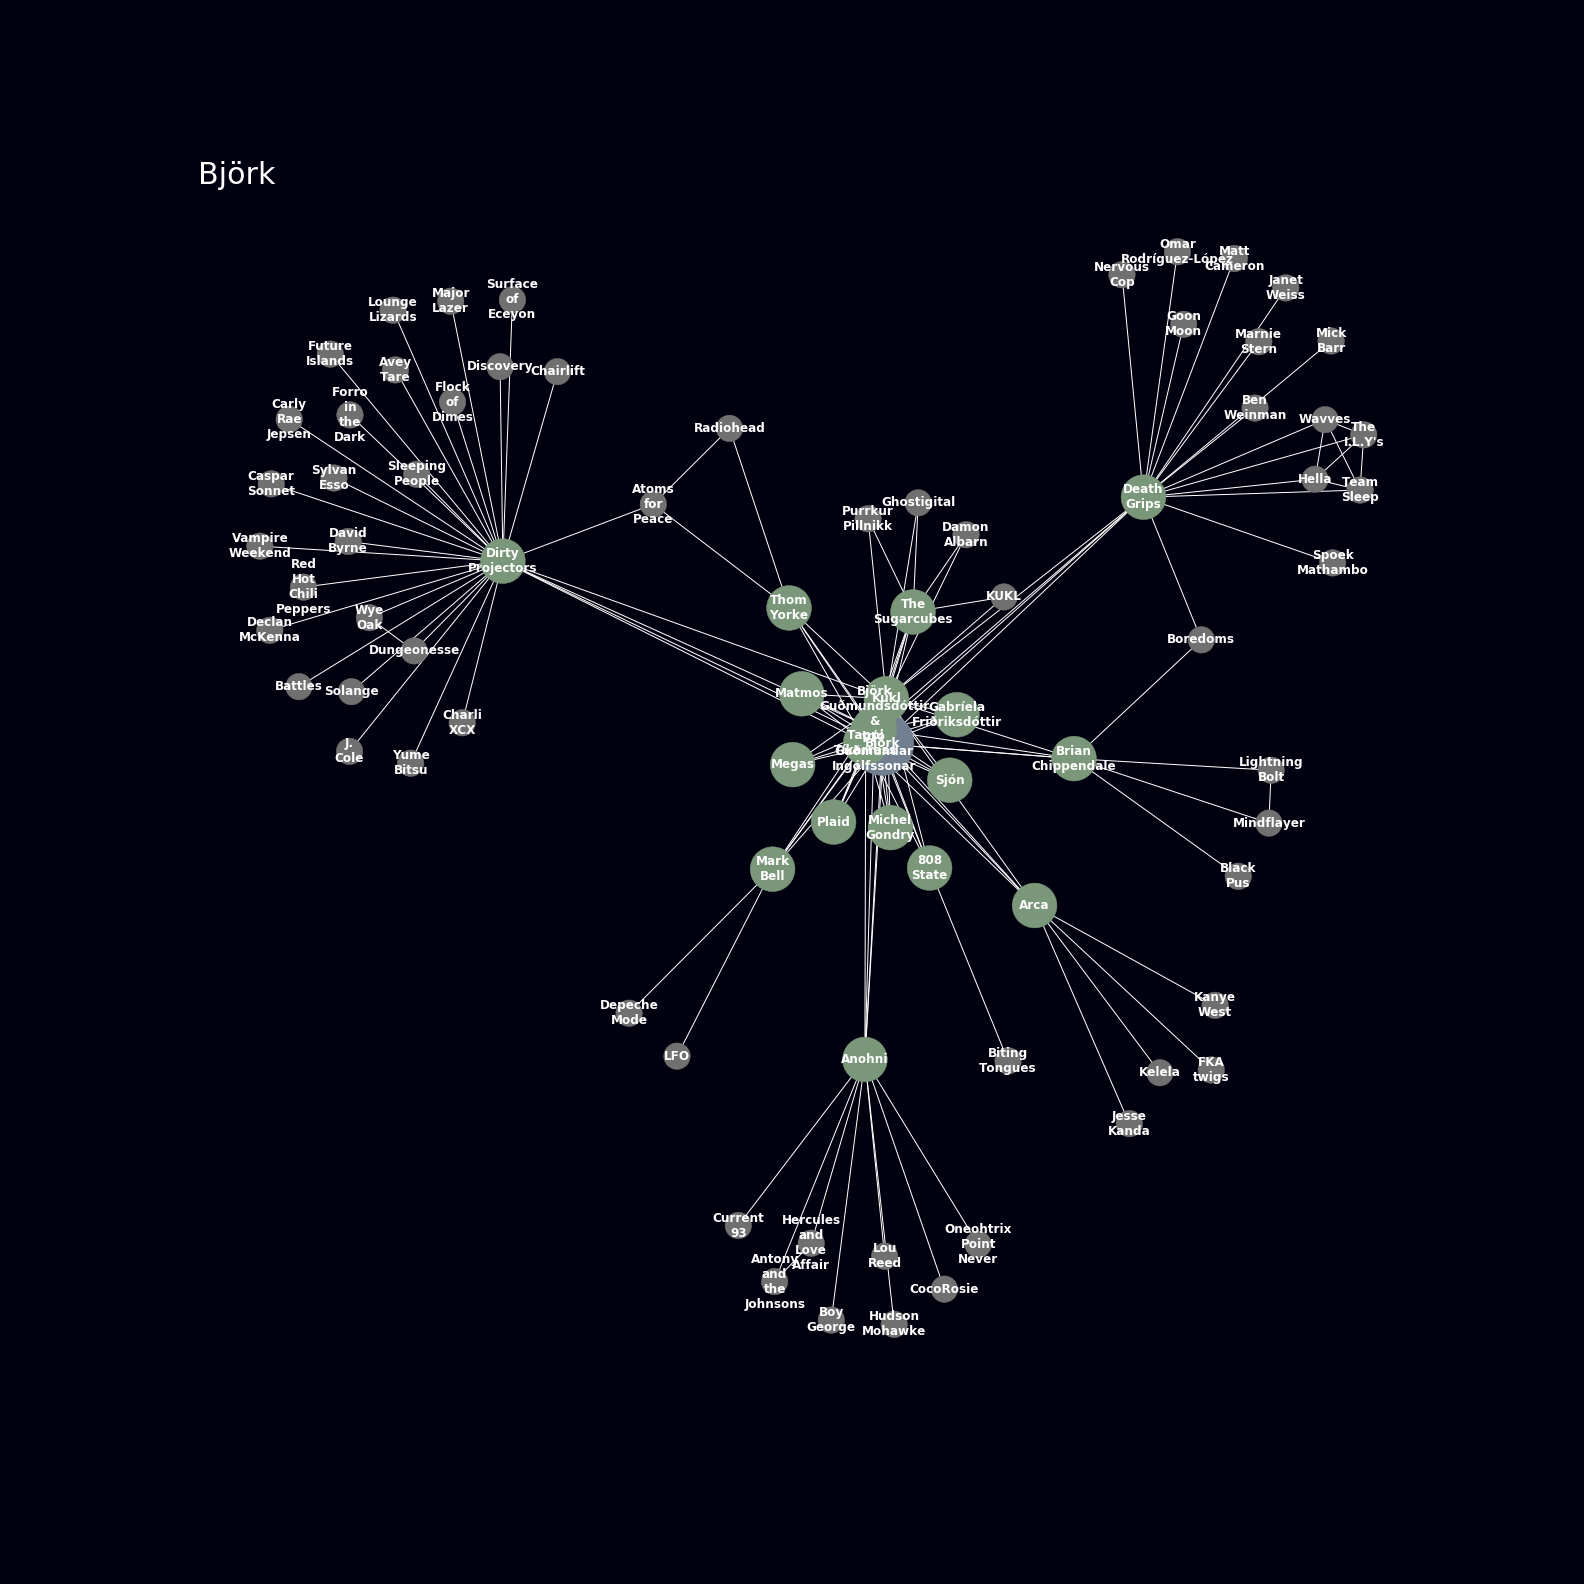 Björk
Omar
Rodríguez-López
Matt
Cameron
Nervous
Cop
Janet
Weiss
Surface
of
Eceyon
Major
Lazer
Lounge
Lizards
Goon
Moon
Marnie
Stern
Mick
Barr
Future
Islands
Avey
Tare
Discovery
Chairlift
Flock
of
Dimes
Forro
in
the
Dark
Carly
Rae
Jepsen
Ben
Weinman
Wavves
The
I.L.Y's
Radiohead
Sleeping
People
Sylvan
Esso
Caspar
Sonnet
Hella
Team
Sleep
Death
Grips
Atoms
for
Peace
Ghostigital
Purrkur
Pillnikk
Damon
Albarn
David
Byrne
Vampire
Weekend
Dirty
Projectors
Spoek
Mathambo
Red
Hot
Chili
Peppers
KUKL
Thom
Yorke
The
Sugarcubes
Wye
Oak
Declan
McKenna
Boredoms
Dungeonesse
Battles
Solange
Matmos
Björk
Guðmundsdóttir
&
Kukl
Gabríela
Friðriksdóttir
Charli
XCX
J.
Cole
Yume
Bitsu
Björk
Ingólfssonar
Megas
Sjón
Brian
Chippendale
Lightning
Bolt
Mindflayer
Plaid
Michel
Gondry
Mark
Bell
808
State
Black
Pus
Arca
Depeche
Mode
LFO
Kanye
West
Anohni
Biting
Tongues
Kelela
FKA
twigs
Jesse
Kanda
Current
93
Hercules
and
Love
Affair
Antony
and
the
Johnsons
Lou
Reed
Oneohtrix
Point
Never
CocoRosie
Boy
George
Hudson
Mohawke